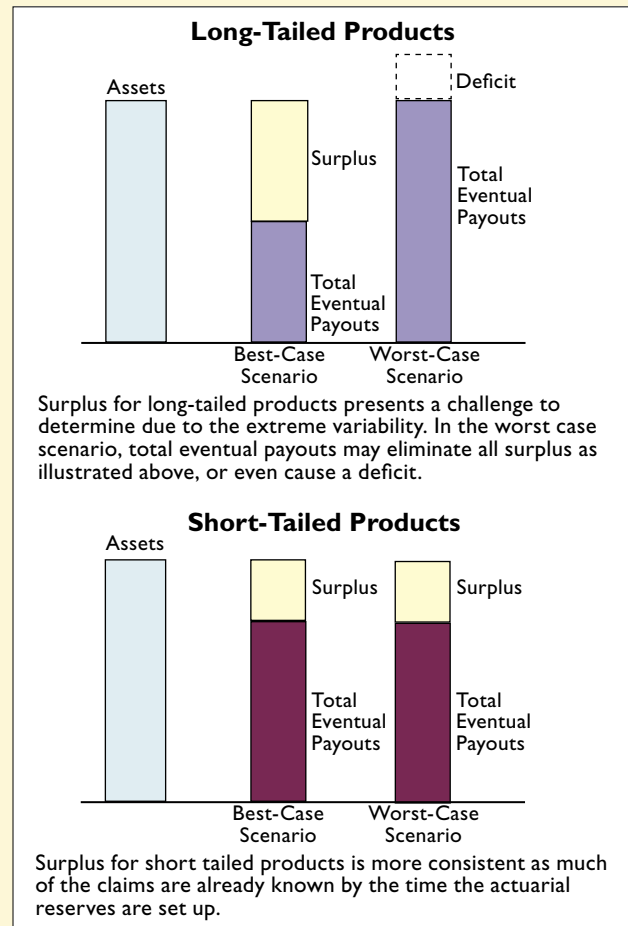 Long-Tailed Products
Deficit
Assets
Surplus
Total
Eventual
Payouts
Total
Eventual
Payouts
Best-Case
Scenario
Worst-Case
Scenario
Surplus for long-tailed products presents a challenge to
determine due to the extreme variability. In the worst case
scenario, total eventual payouts may eliminate all surplus as
illustrated above, or even cause a deficit.
Short-Tailed Products
Assets
Surplus
Surplus
Total
Eventual
Payouts
Total
Eventual
Payouts
Best-Case
Scenario
Worst-Case
Scenario
Surplus for short tailed products is more consistent as much
of the claims are already known by the time the actuarial
reserves are set up.